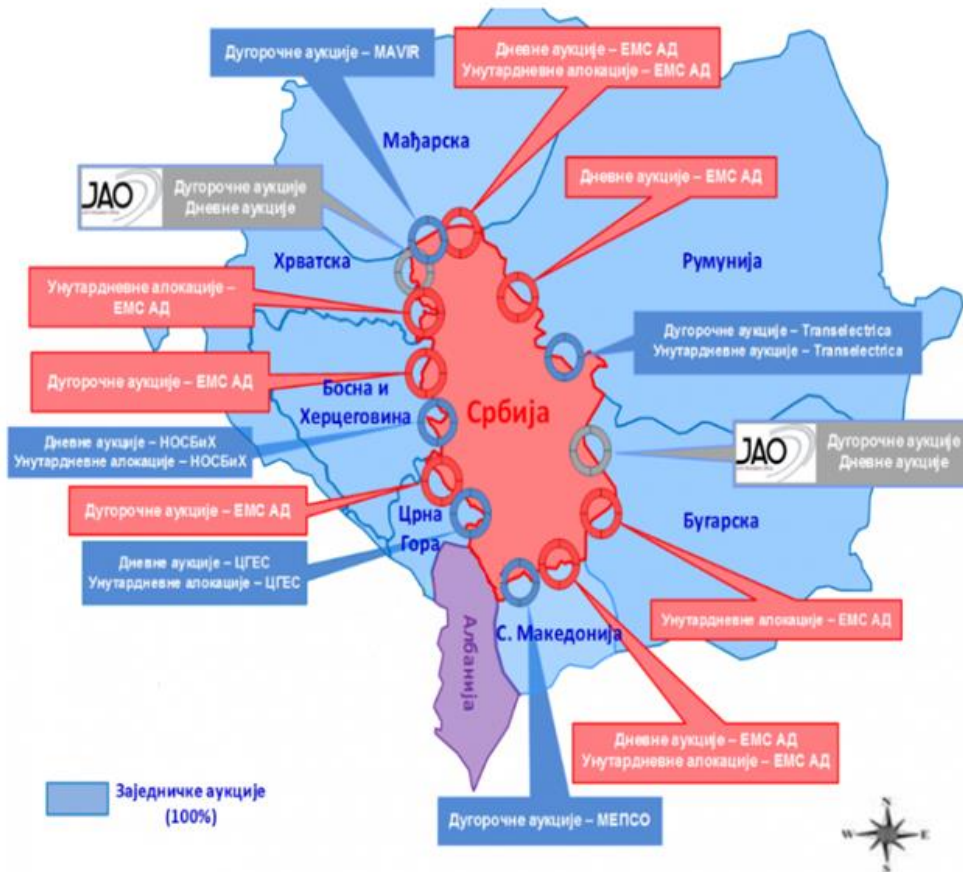 Дугорочне аукције – MAVIR
Дневне аукције – ЕМС АД
Унутардневне алокације – ЕМС АД
Мађарска
JAO
Дугорочне аукције
Дневне аукције
Дневне аукције – ЕМС АД
Хрватска
Румунија
Унутардневне алокације –
ЕМС АД
Дугорочне аукције – Transelectrica
Унутардневне аукције – Transelectrica
Дугорочне аукције – ЕМС АД
Босна и
Херцеговина
Србија
Дневне аукције – НОСБиХ
Унутардневне алокације – НОСБиХ
JAO
Дугорочне аукције
Дневне аукције
Дугорочне аукције – ЕМС АД
Црна
Гора
Бугарска
Дневне аукције – ЦГЕС
Унутардневне алокације – ЦГЕС
Унутардневне алокације – ЕМС АД
С. Македонија
Албанија
Дневне аукције – ЕМС АД
Унутардневне алокације – ЕМС АД
Заједничке аукције
(100%)
Дугорочне аукције – МЕПСО
N
W
E
S